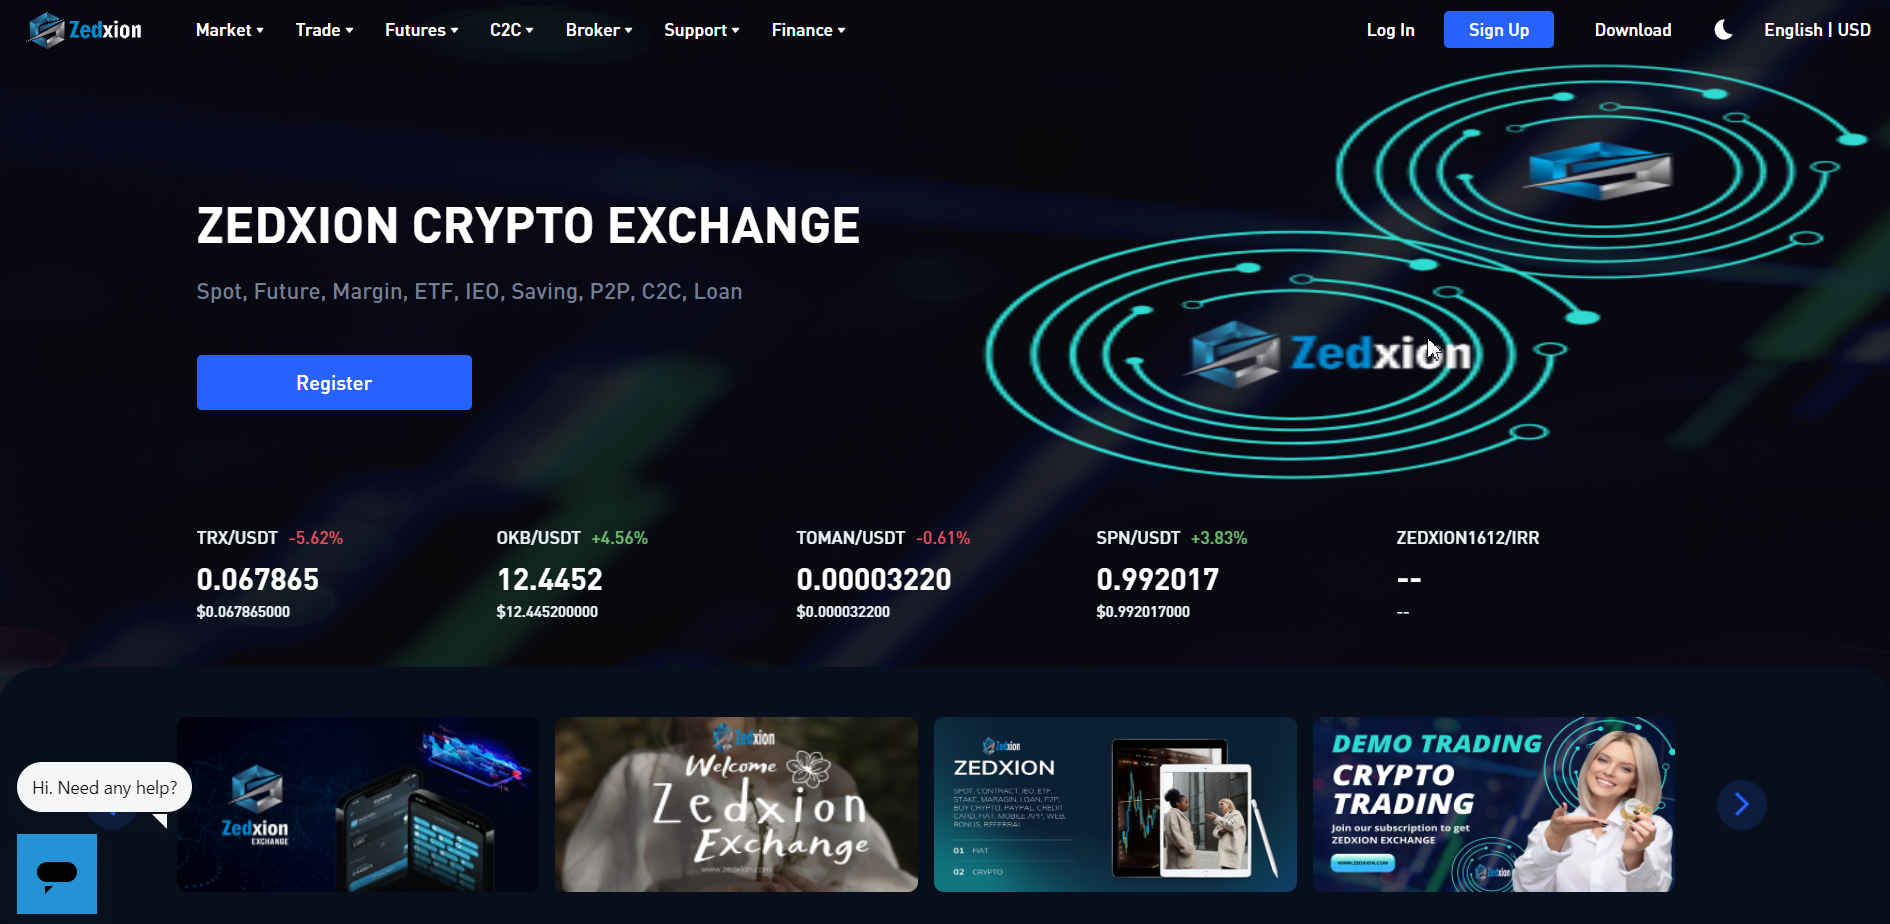 Zedxion
Market
Trade
Futures
C2C
Broker
Support
Finance
Log In
Sign Up
Download
English | USD
ZEDXION CRYPTO EXCHANGE
Spot, Future, Margin, ETF, IEO, Saving, P2P, C2C, Loan
Register
Zedxion
TRX/USDT -5.62%
0.067865
$0.067865000
OKB/USDT +4.56%
12.4452
$12.445200000
TOMAN/USDT -0.61%
0.00003220
$0.000032200
SPN/USDT +3.83%
0.992017
$0.992017000
ZEDXION1612/IRR
--
--
Hi. Need any help?
Zedxion
EXCHANGE
Zedxion
Welcome
Zedxion
Exchange
www.zedxion.com
Zedxion
ZEDXION
SPOT, CONTRACT, IEO, ETF,
STAKE, MARAGIN, LOAN, P2P,
BUY CRYPTO, PAYPAL, CREDIT
CARD, FIAT, MOBILE APP, WEB,
BONUS, REFERRAL
01 FIAT
02 CRYPTO
DEMO TRADING
CRYPTO
TRADING
Join our subscription to get
ZEDXION EXCHANGE
WWW.ZEDXION.COM
Zedxion